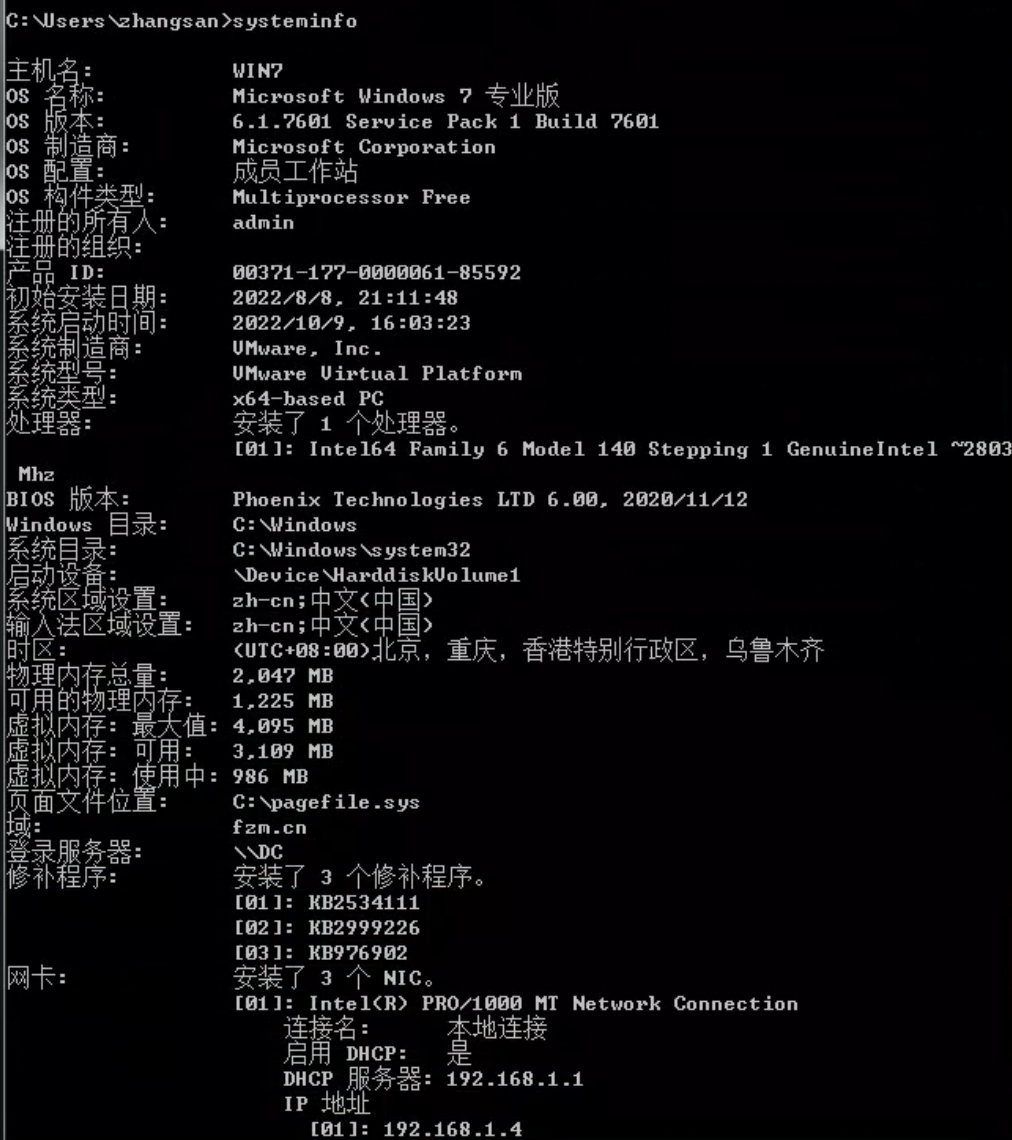 C:\Users\zhangsan>systeminfo
主机名: WIN7
OS 名称: Microsoft Windows 7 专业版
OS 版本: 6.1.7601 Service Pack 1 Build 7601
OS 制造商: Microsoft Corporation
OS 配置: 成员工作站
OS 构件类型: Multiprocessor Free
注册的所有人: admin
注册的组织:
产品 ID: 00371-177-0000061-85592
初始安装日期: 2022/8/8, 21:11:48
系统启动时间: 2022/10/9, 16:03:23
系统制造商: VMware, Inc.
系统型号: VMware Virtual Platform
系统类型: x64-based PC
处理器: 安装了 1 个处理器。
[01]: Intel64 Family 6 Model 140 Stepping 1 GenuineIntel ~2803
Mhz
BIOS 版本: Phoenix Technologies LTD 6.00, 2020/11/12
Windows 目录: C:\Windows
系统目录: C:\Windows\system32
启动设备: \Device\HarddiskVolume1
系统区域设置: zh-cn;中文(中国)
输入法区域设置: zh-cn;中文(中国)
时区: (UTC+08:00)北京，重庆，香港特别行政区，乌鲁木齐
物理内存总量: 2,047 MB
可用的物理内存: 1,225 MB
虚拟内存: 最大值: 4,095 MB
虚拟内存: 可用: 3,109 MB
虚拟内存: 使用中: 986 MB
页面文件位置: C:\pagefile.sys
域: fzm.cn
登录服务器: \\DC
修补程序: 安装了 3 个修补程序。
[01]: KB2534111
[02]: KB2999226
[03]: KB976902
网卡: 安装了 3 个 NIC。
[01]: Intel(R) PRO/1000 MT Network Connection
连接名: 本地连接
启用 DHCP: 是
DHCP 服务器: 192.168.1.1
IP 地址
[01]: 192.168.1.4